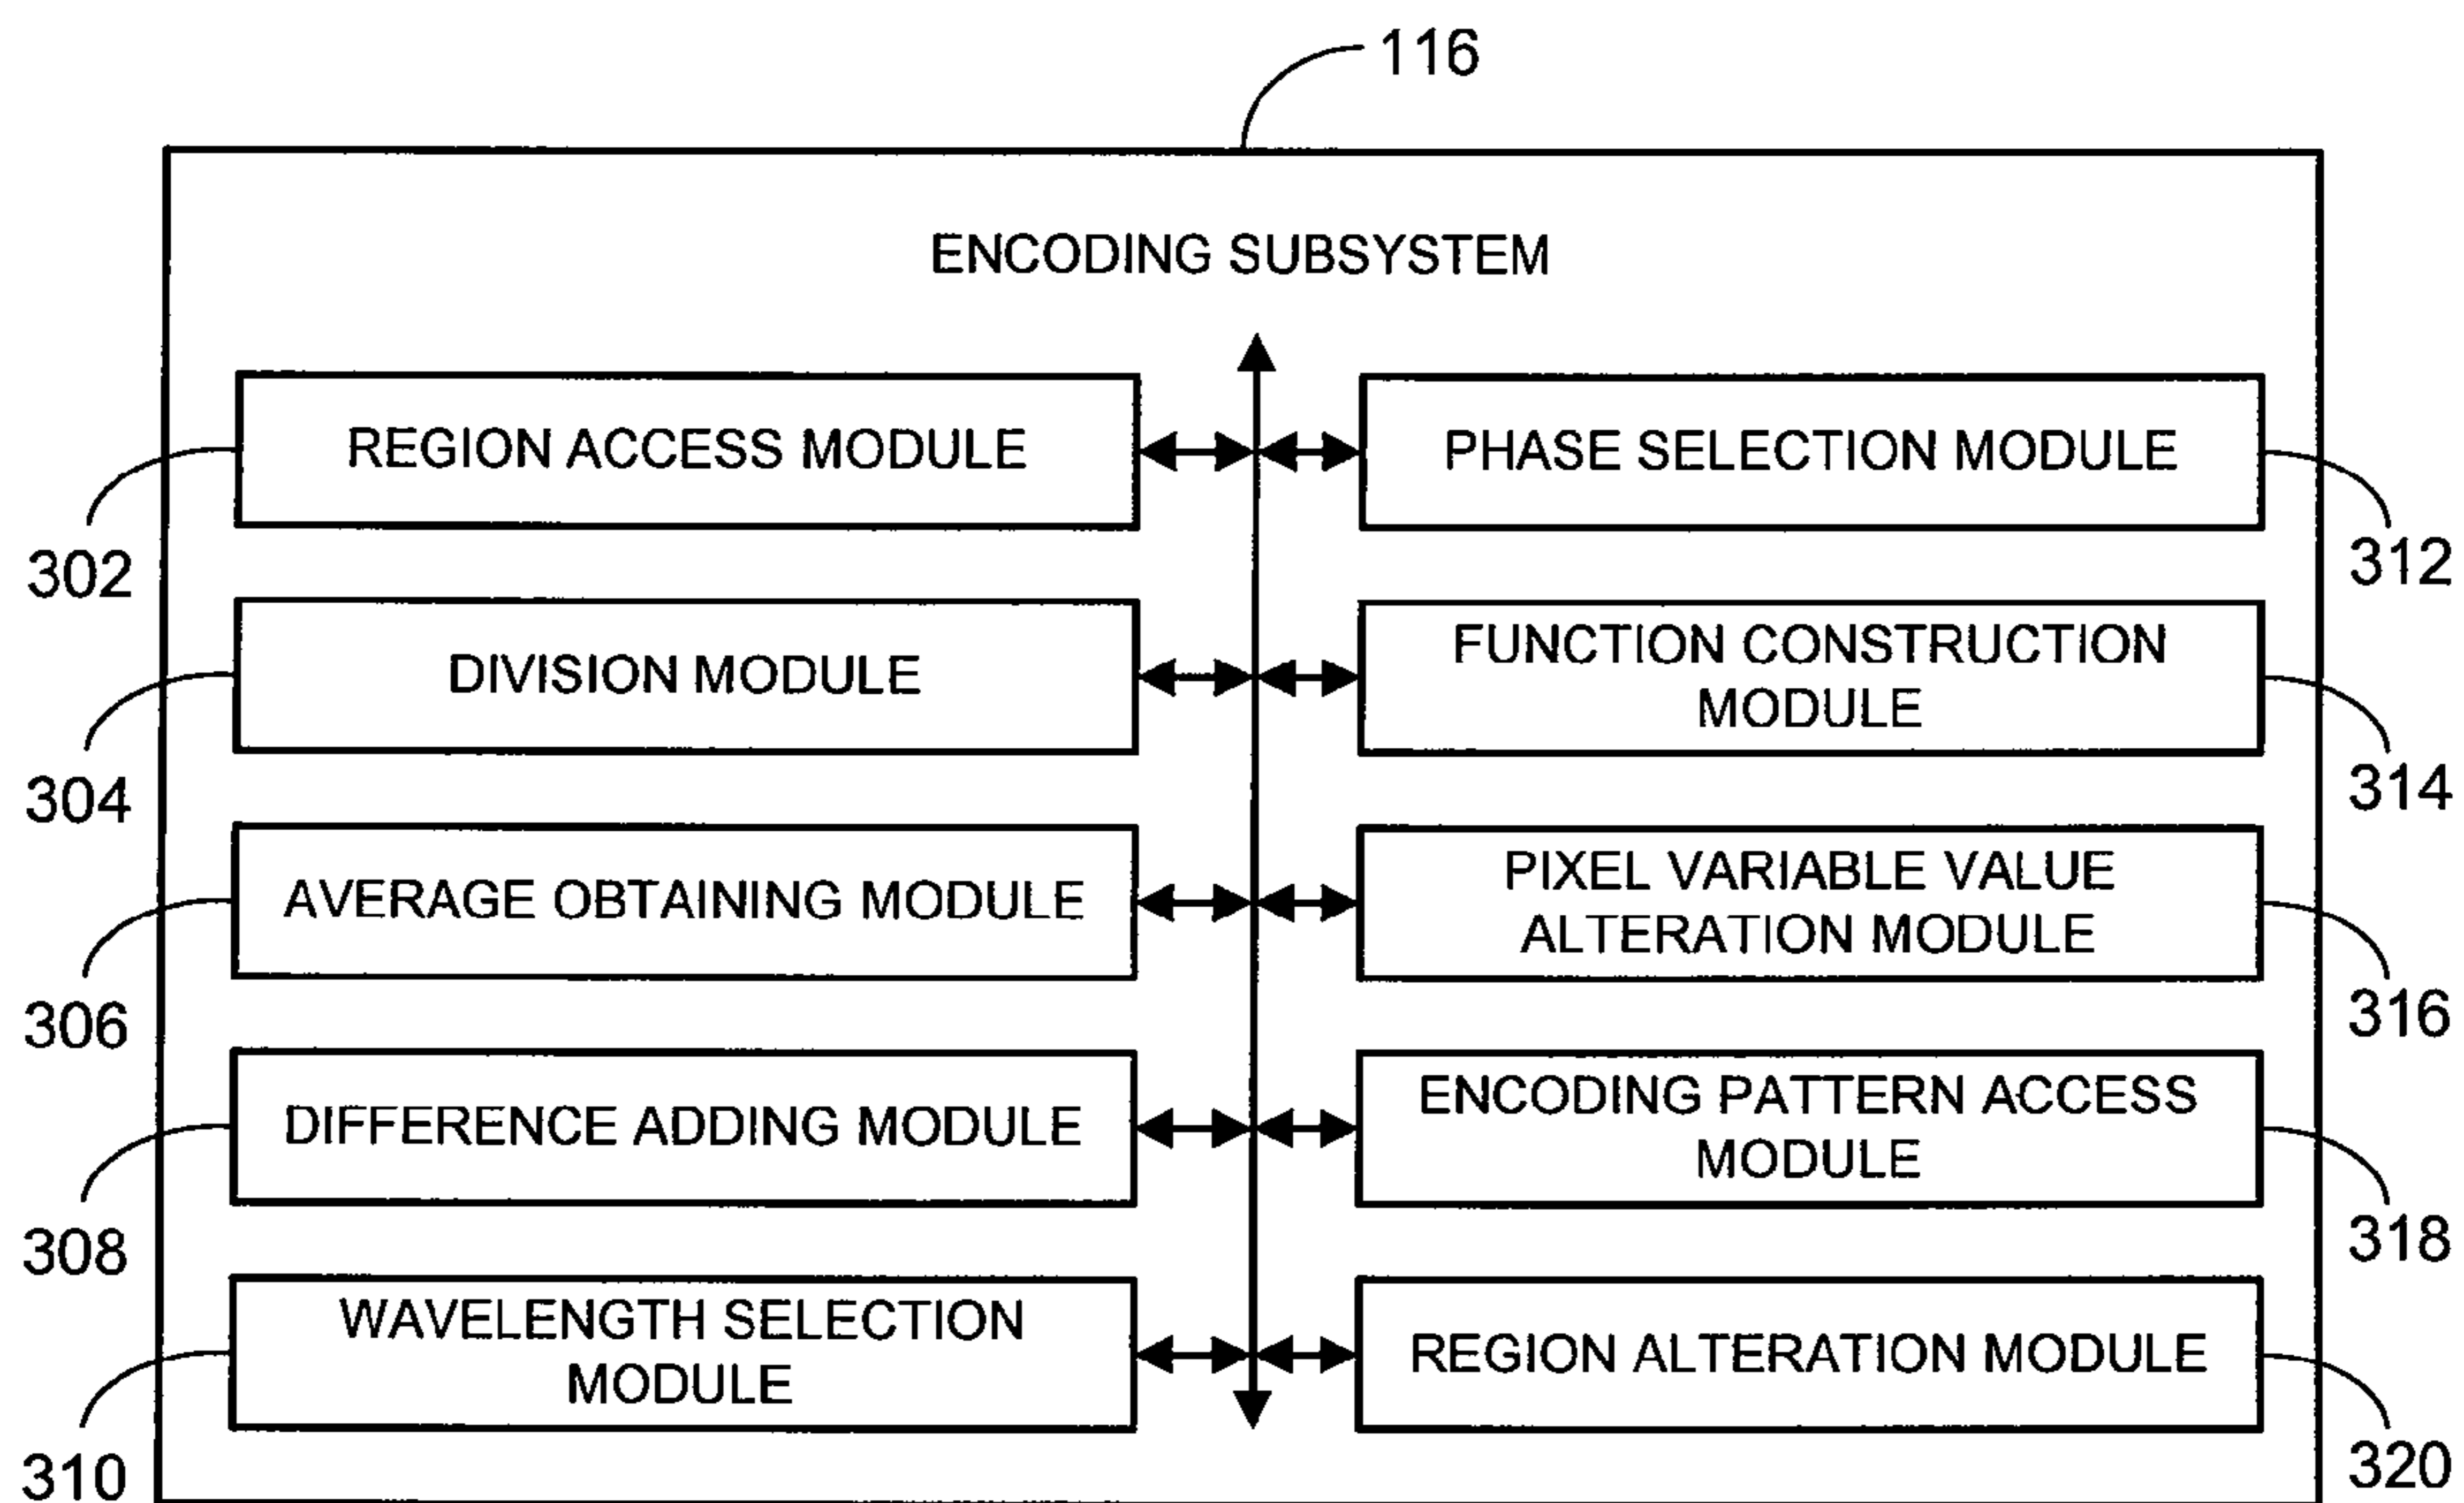 116
ENCODING SUBSYSTEM
REGION ACCESS MODULE
PHASE SELECTION MODULE
302
312
DIVISION MODULE
FUNCTION CONSTRUCTION
MODULE
304
314
AVERAGE OBTAINING MODULE
PIXEL VARIABLE VALUE
ALTERATION MODULE
306
316
DIFFERENCE ADDING MODULE
ENCODING PATTERN ACCESS
MODULE
308
318
WAVELENGTH SELECTION
MODULE
REGION ALTERATION MODULE
310
320